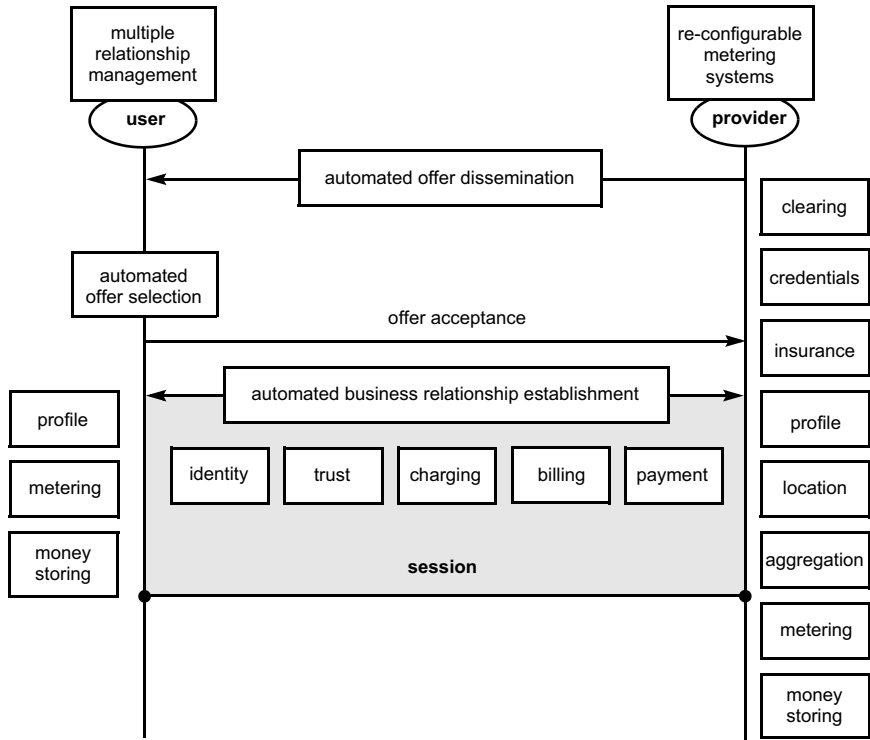 multiple
relationship
management
re-configurable
metering
systems
user
provider
automated offer dissemination
clearing
automated
offer selection
credentials
offer acceptance
insurance
automated business relationship establishment
profile
profile
identity
trust
charging
billing
payment
metering
location
money
storing
session
aggregation
metering
money
storing